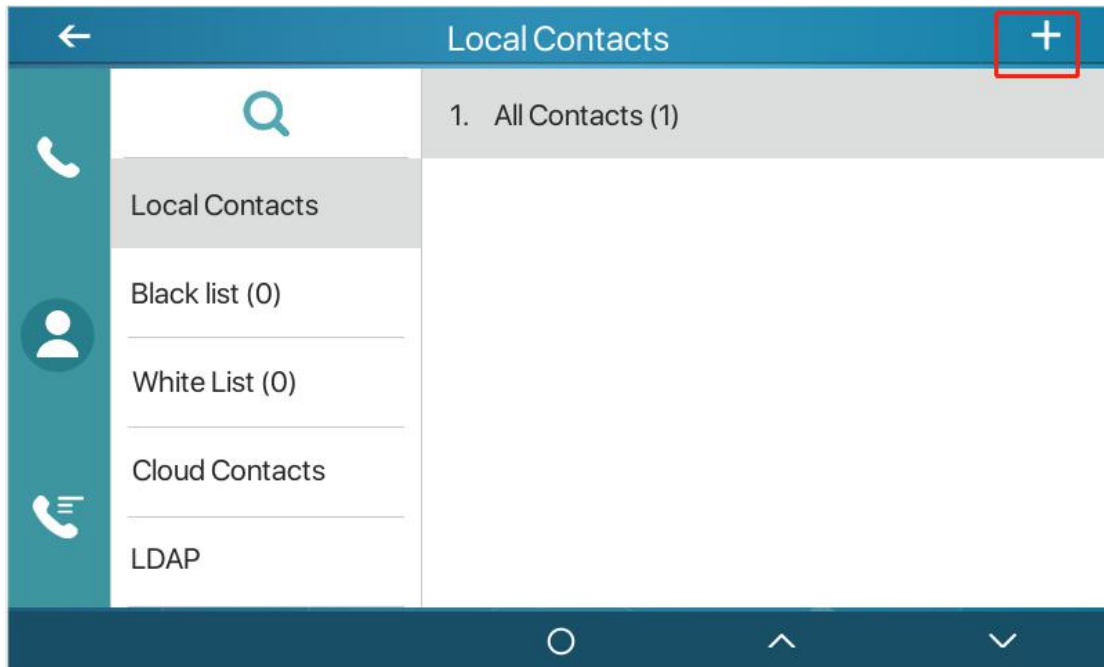 Local Contacts
1. All Contacts (1)
Local Contacts
Black list (0)
White List (0)
Cloud Contacts
LDAP